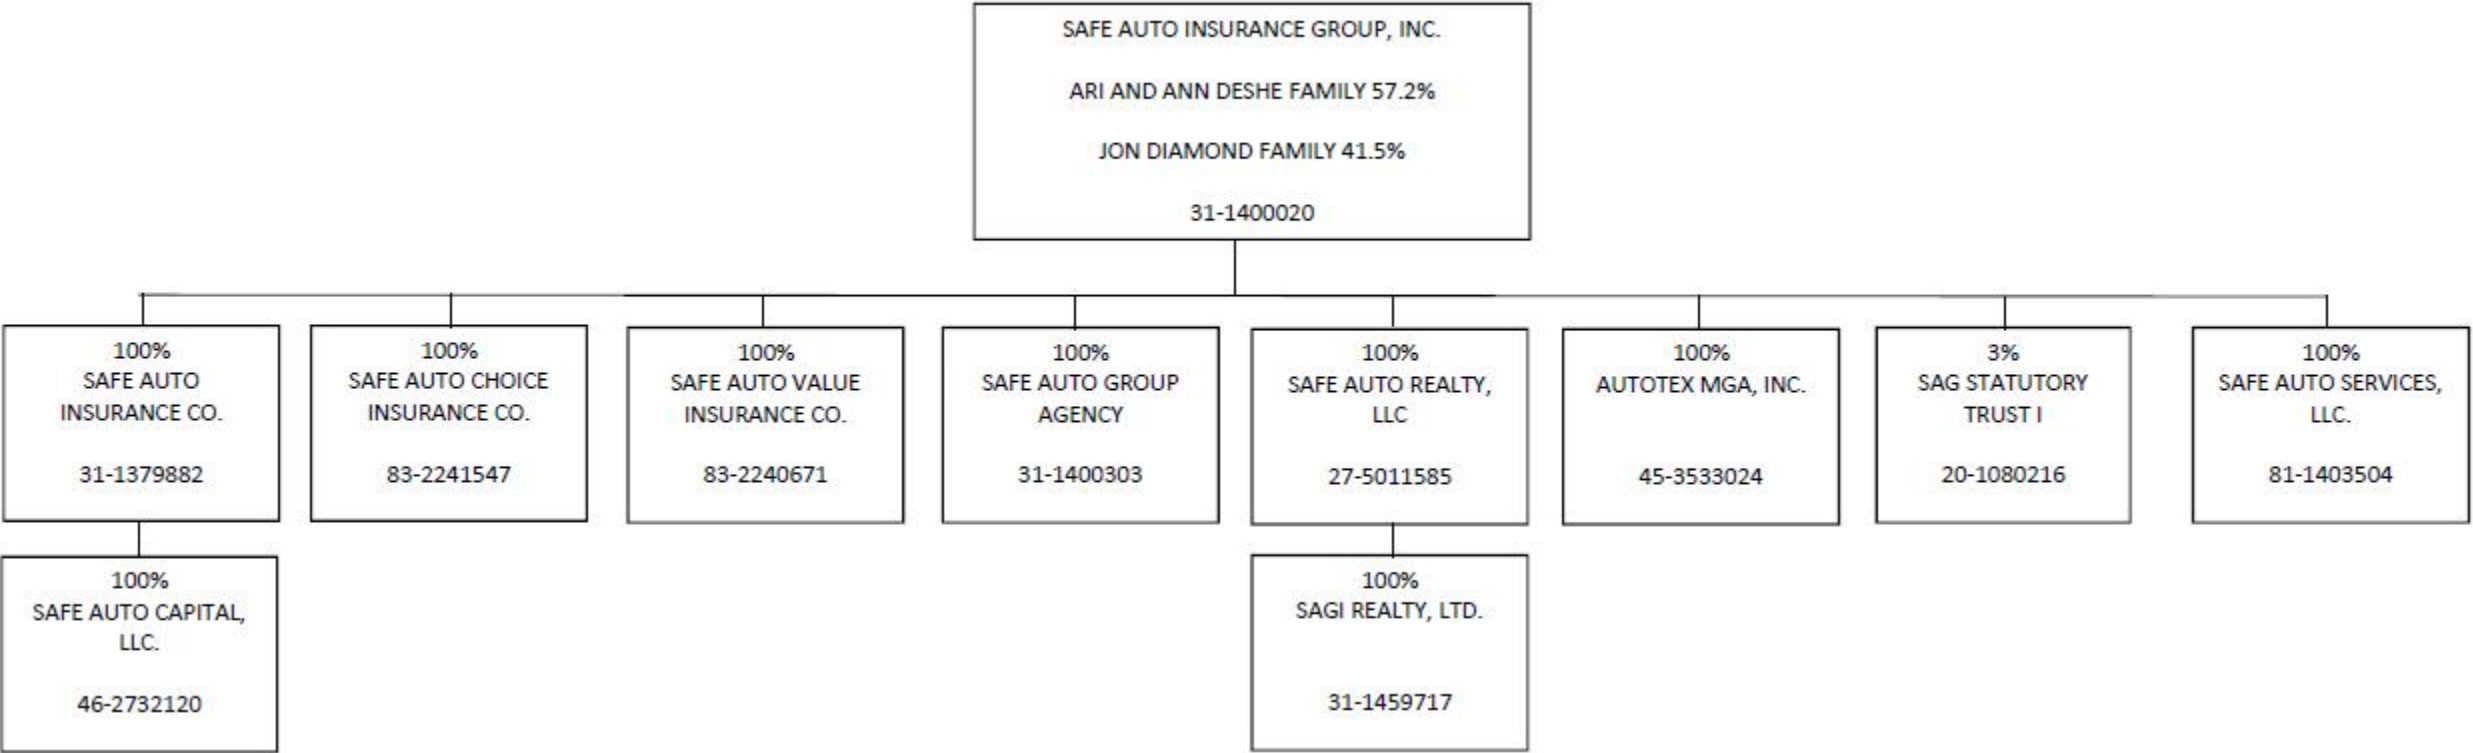 SAFE AUTO INSURANCE GROUP, INC.
ARI AND ANN DESHE FAMILY 57.2%
JON DIAMOND FAMILY 41.5%
31-1400020
100%
SAFE AUTO
INSURANCE CO.
31-1379882
100%
SAFE AUTO CHOICE
INSURANCE CO.
83-2241547
100%
SAFE AUTO VALUE
INSURANCE CO.
83-2240671
100%
SAFE AUTO GROUP
AGENCY
31-1400303
100%
SAFE AUTO REALTY,
LLC
27-5011585
100%
AUTOTEX MGA, INC.
45-3533024
3%
SAG STATUTORY
TRUST I
20-1080216
100%
SAFE AUTO SERVICES,
LLC.
81-1403504
100%
SAFE AUTO CAPITAL,
LLC.
46-2732120
100%
SAGI REALTY, LTD.
31-1459717